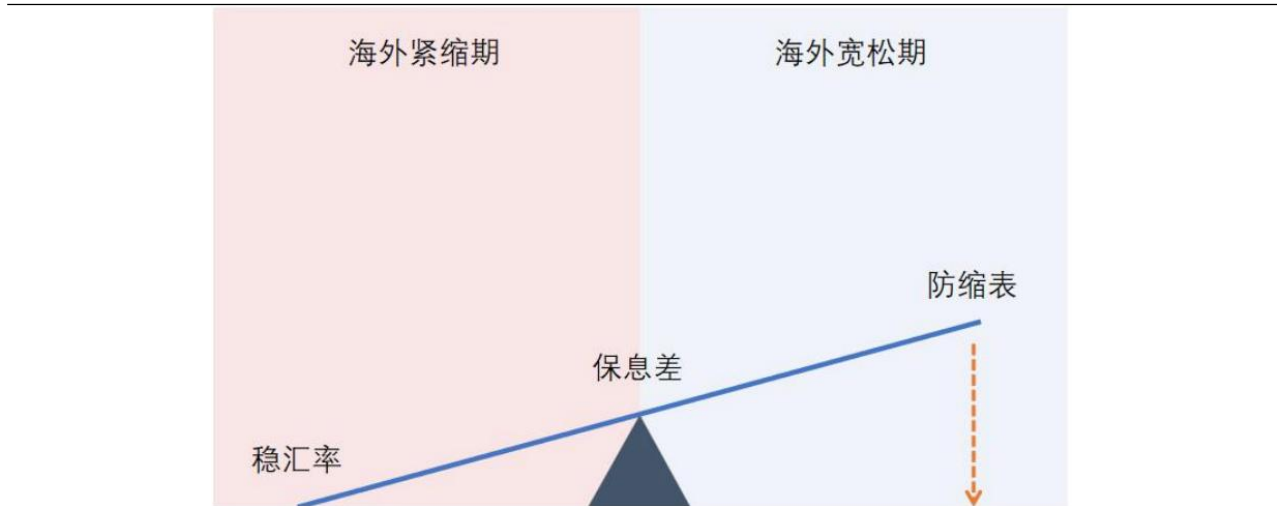 海外紧缩期
海外宽松期
防缩表
保息差
稳汇率